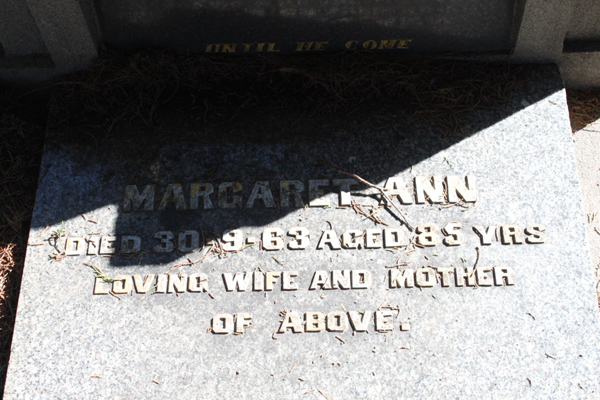 UNTIL HE COME
MARGARET ANN
DIED 30-9-63 AGED 85 YRS
LOVING WIFE AND MOTHER
OF ABOVE.